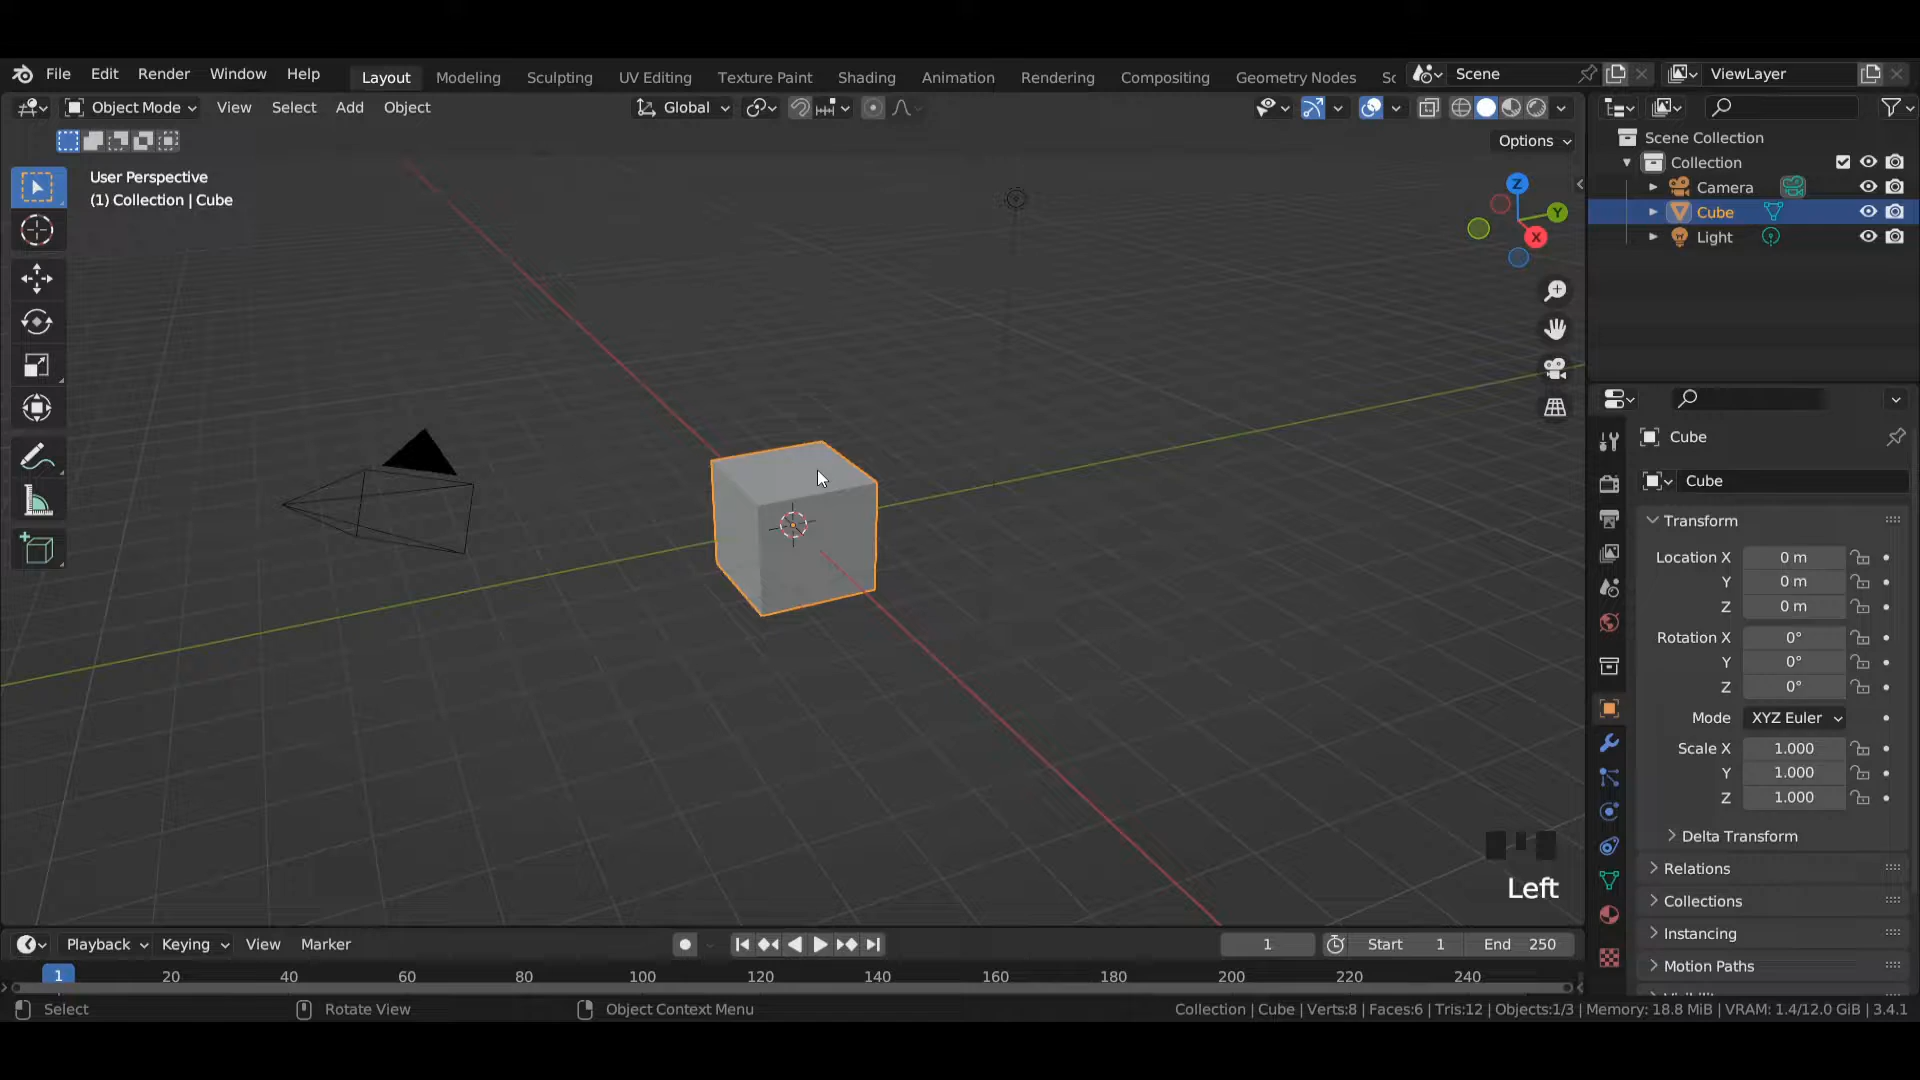 File Edit Render Window Help Layout Modeling Sculpting UV Editing Texture Paint Shading Animation Rendering Compositing Geometry Nodes Sc Scene ViewLayer
Object Mode View Select Add Object Global
Options
User Perspective
(1) Collection | Cube
Z
Y
X
Scene Collection
Collection
Camera
Cube
Light
Cube
Cube
Transform
Location X 0 m
Y 0 m
Z 0 m
Rotation X 0°
Y 0°
Z 0°
Mode XYZ Euler
Scale X 1.000
Y 1.000
Z 1.000
Delta Transform
Relations
Collections
Instancing
Motion Paths
Left
Playback Keying View Marker 1 Start 1 End 250
1 20 40 60 80 100 120 140 160 180 200 220 240
Select Rotate View Object Context Menu Collection | Cube | Verts:8 | Faces:6 | Tris:12 | Objects:1/3 | Memory: 18.8 MiB | VRAM: 1.4/12.0 GiB | 3.4.1